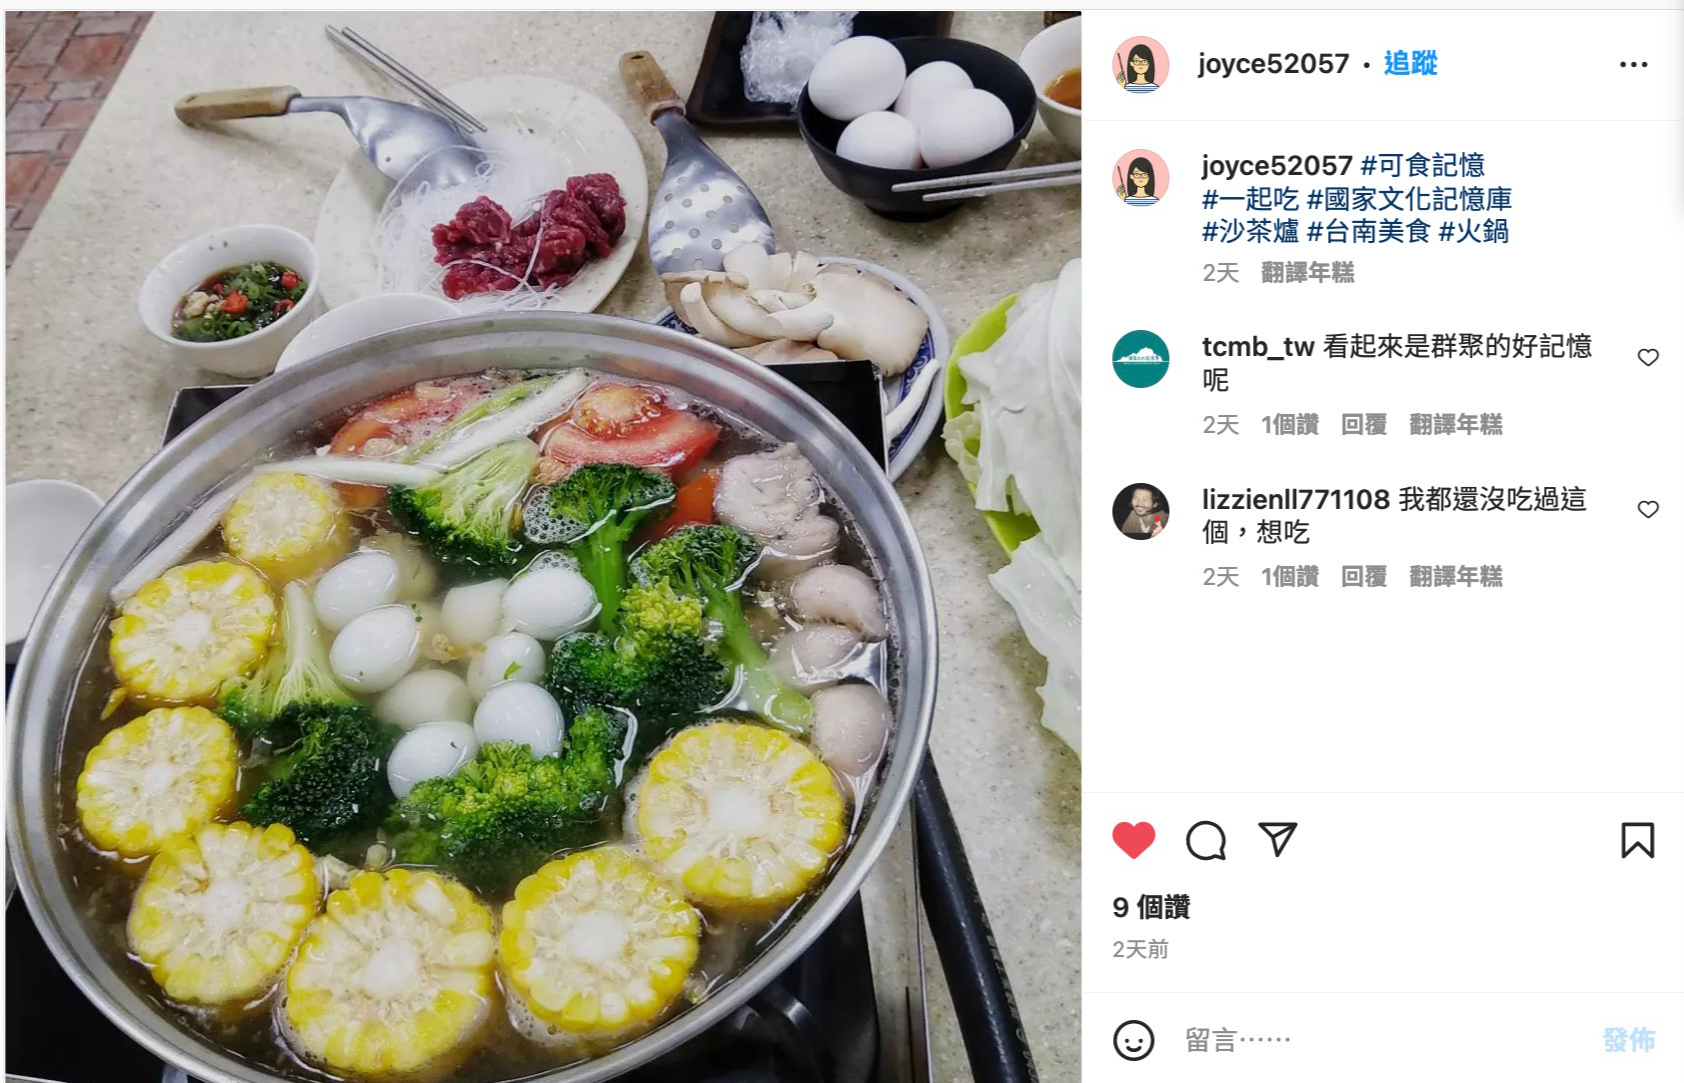 joyce52057 • 追蹤
joyce52057 #可食記憶
#一起吃 #國家文化記憶庫
#沙茶爐 #台南美食 #火鍋
2天 翻譯年糕
tcmb_tw 看起來是群聚的好記憶
呢
2天 1個讚 回覆 翻譯年糕
lizzienll771108 我都還沒吃過這
個，想吃
2天 1個讚 回覆 翻譯年糕
9 個讚
2天前
留言⋯⋯ 發佈